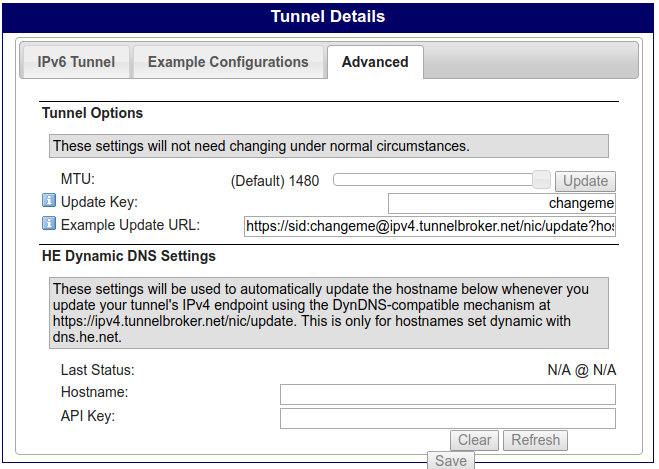 Tunnel Details
IPv6 Tunnel Example Configurations Advanced
Tunnel Options
These settings will not need changing under normal circumstances.
MTU: (Default) 1480 Update
Update Key: changeme
Example Update URL: https://sid:changeme@ipv4.tunnelbroker.net/nic/update?hos
HE Dynamic DNS Settings
These settings will be used to automatically update the hostname below whenever you
update your tunnel's IPv4 endpoint using the DynDNS-compatible mechanism at
https://ipv4.tunnelbroker.net/nic/update. This is only for hostnames set dynamic with
dns.he.net.
Last Status: N/A @ N/A
Hostname:
API Key:
Clear Refresh
Save